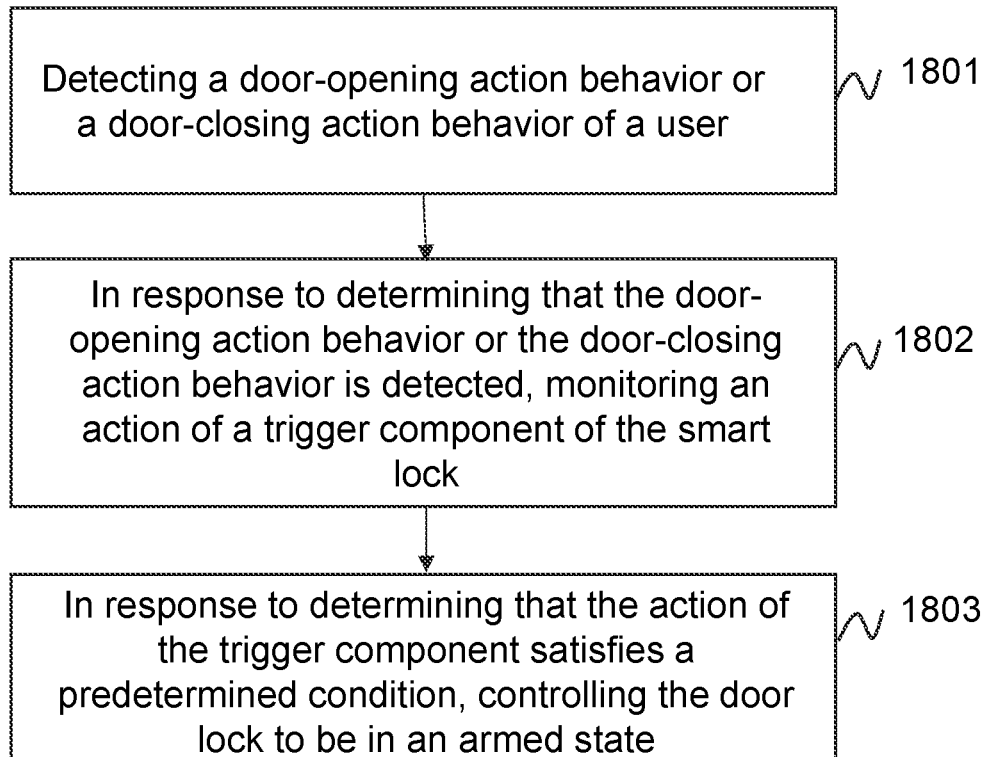 Detecting a door-opening action behavior or
a door-closing action behavior of a user
1801
In response to determining that the door-
opening action behavior or the door-closing
action behavior is detected, monitoring an
action of a trigger component of the smart
lock
1802
In response to determining that the action of
the trigger component satisfies a
predetermined condition, controlling the door
lock to be in an armed state
1803